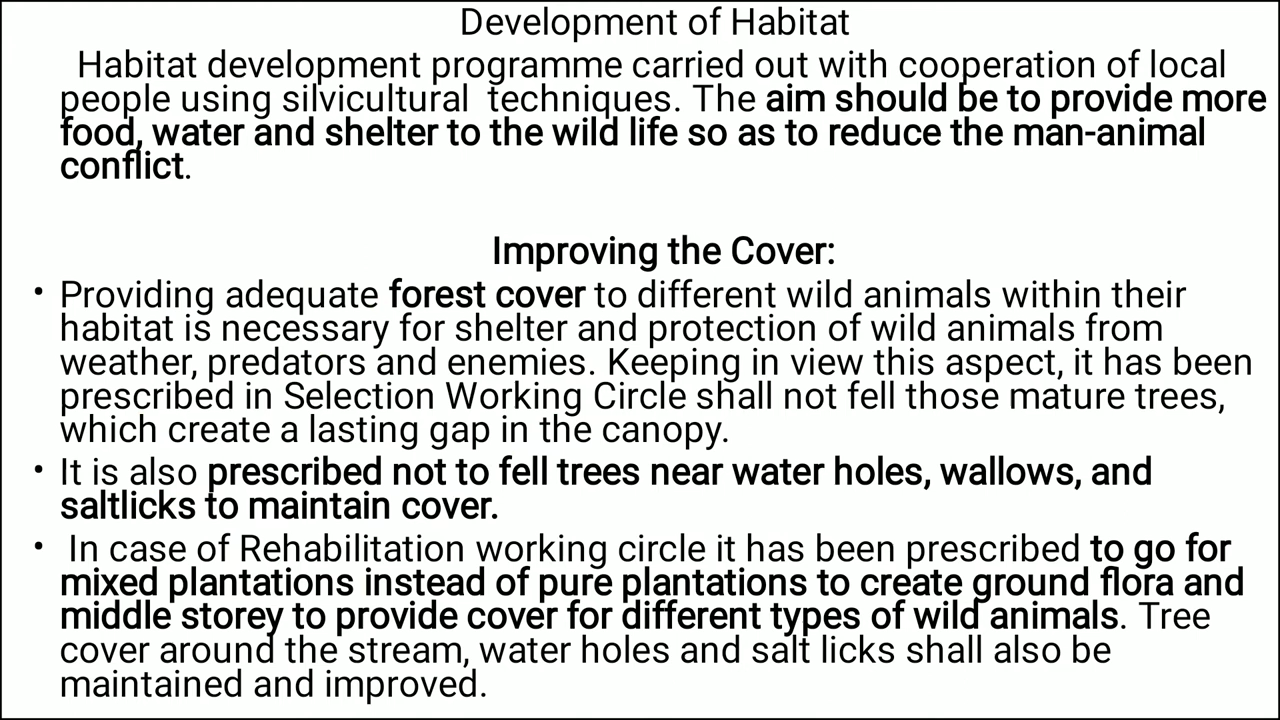 Development of Habitat
Habitat development programme carried out with cooperation of local
people using silvicultural techniques. The aim should be to provide more
food, water and shelter to the wild life so as to reduce the man-animal
conflict.
Improving the Cover:
• Providing adequate forest cover to different wild animals within their
habitat is necessary for shelter and protection of wild animals from
weather, predators and enemies. Keeping in view this aspect, it has been
prescribed in Selection Working Circle shall not fell those mature trees,
which create a lasting gap in the canopy.
• It is also prescribed not to fell trees near water holes, wallows, and
saltlicks to maintain cover.
• In case of Rehabilitation working circle it has been prescribed to go for
mixed plantations instead of pure plantations to create ground flora and
middle storey to provide cover for different types of wild animals. Tree
cover around the stream, water holes and salt licks shall also be
maintained and improved.